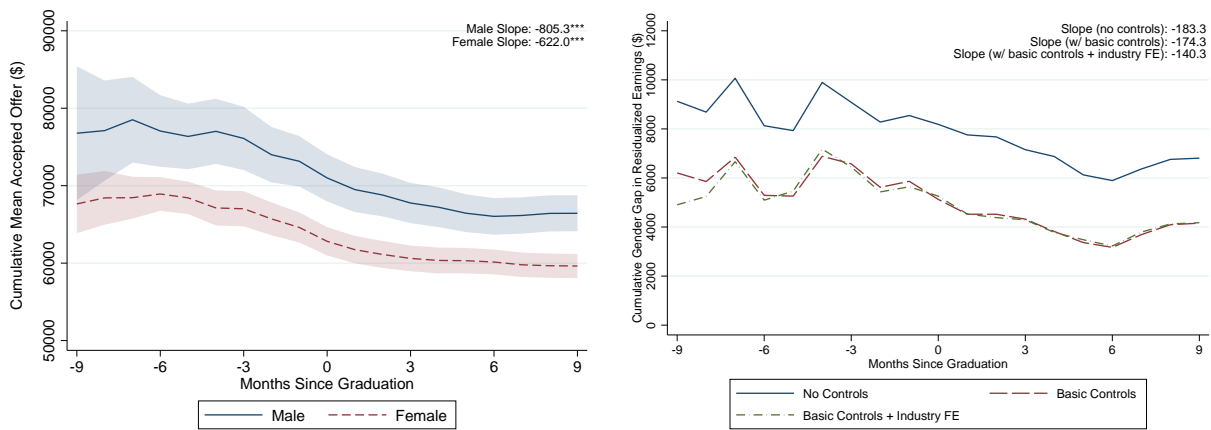 Male Slope: -805.3***
Female Slope: -622.0***
Cumulative Mean Accepted Offer ($)
90000
80000
70000
60000
50000
-9 -6 -3 0 3 6 9
Months Since Graduation
Male Female
Slope (no controls): -183.3
Slope (w/ basic controls): -174.3
Slope (w/ basic controls + industry FE): -140.3
Cumulative Gender Gap in Residualized Earnings ($)
12000
10000
8000
6000
4000
2000
0
-9 -6 -3 0 3 6 9
Months Since Graduation
No Controls Basic Controls
Basic Controls + Industry FE